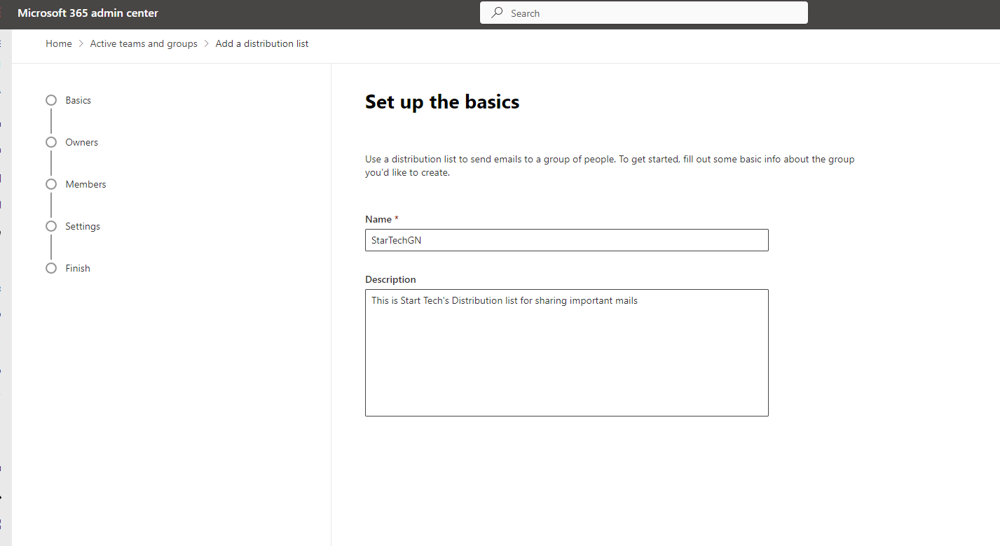 Microsoft 365 admin center
Search
Home > Active teams and groups > Add a distribution list
Basics
Owners
Members
Settings
Finish
Set up the basics
Use a distribution list to send emails to a group of people. To get started, fill out some basic info about the group
you'd like to create.
Name *
StarTechGN
Description
This is Start Tech's Distribution list for sharing important mails